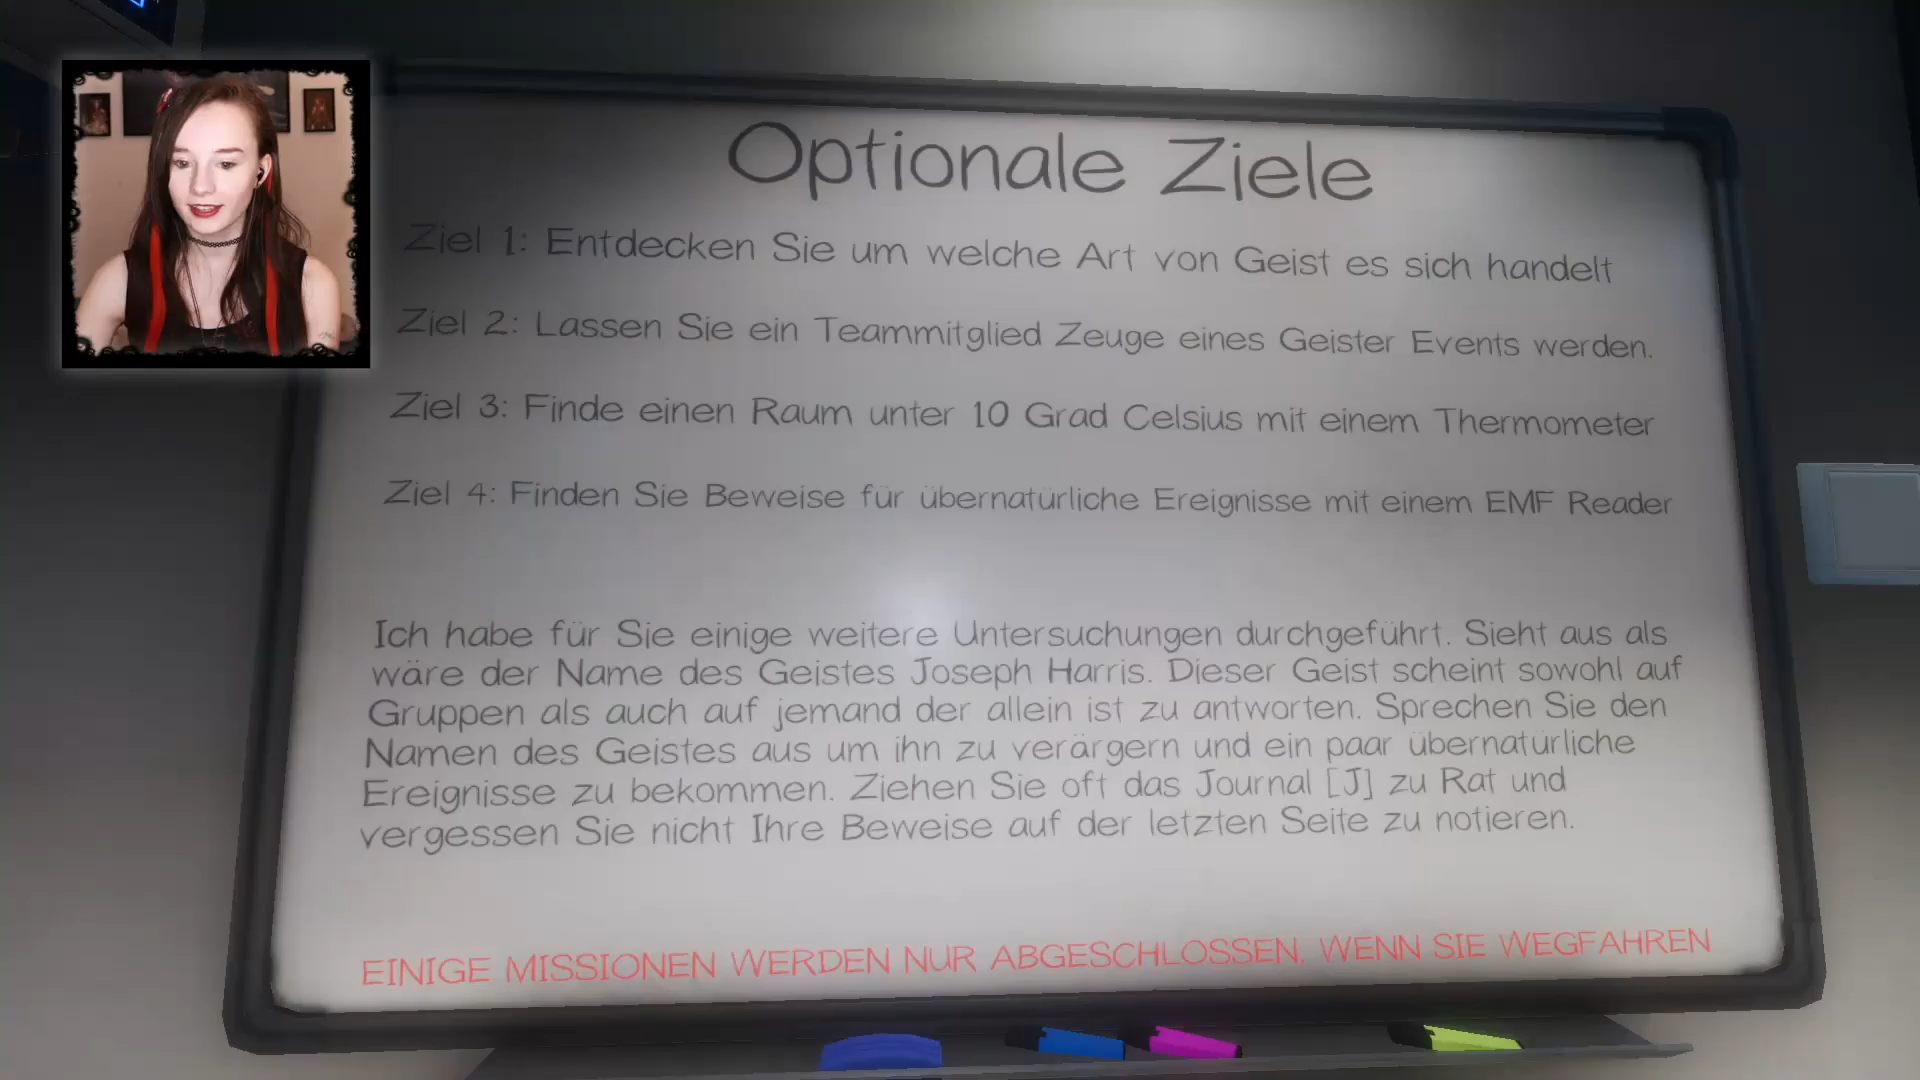 Optionale Ziele
Ziel 1: Entdecken Sie um welche Art von Geist es sich handelt
Ziel 2: Lassen Sie ein Teammitglied Zeuge eines Geister Events werden.
Ziel 3: Finde einen Raum unter 10 Grad Celsius mit einem Thermometer
Ziel 4: Finden Sie Beweise für übernatürliche Ereignisse mit einem EMF Reader
Ich habe für Sie einige weitere Untersuchungen durchgeführt. Sieht aus als
wäre der Name des Geistes Joseph Harris. Dieser Geist scheint sowohl auf
Gruppen als auch auf jemand der allein ist zu antworten. Sprechen Sie den
Namen des Geistes aus um ihn zu verärgern und ein paar übernatürliche
Ereignisse zu bekommen. Ziehen Sie oft das Journal [J] zu Rat und
vergessen Sie nicht Ihre Beweise auf der letzten Seite zu notieren.
EINIGE MISSIONEN WERDEN NUR ABGESCHLOSSEN, WENN SIE WEGFAHREN